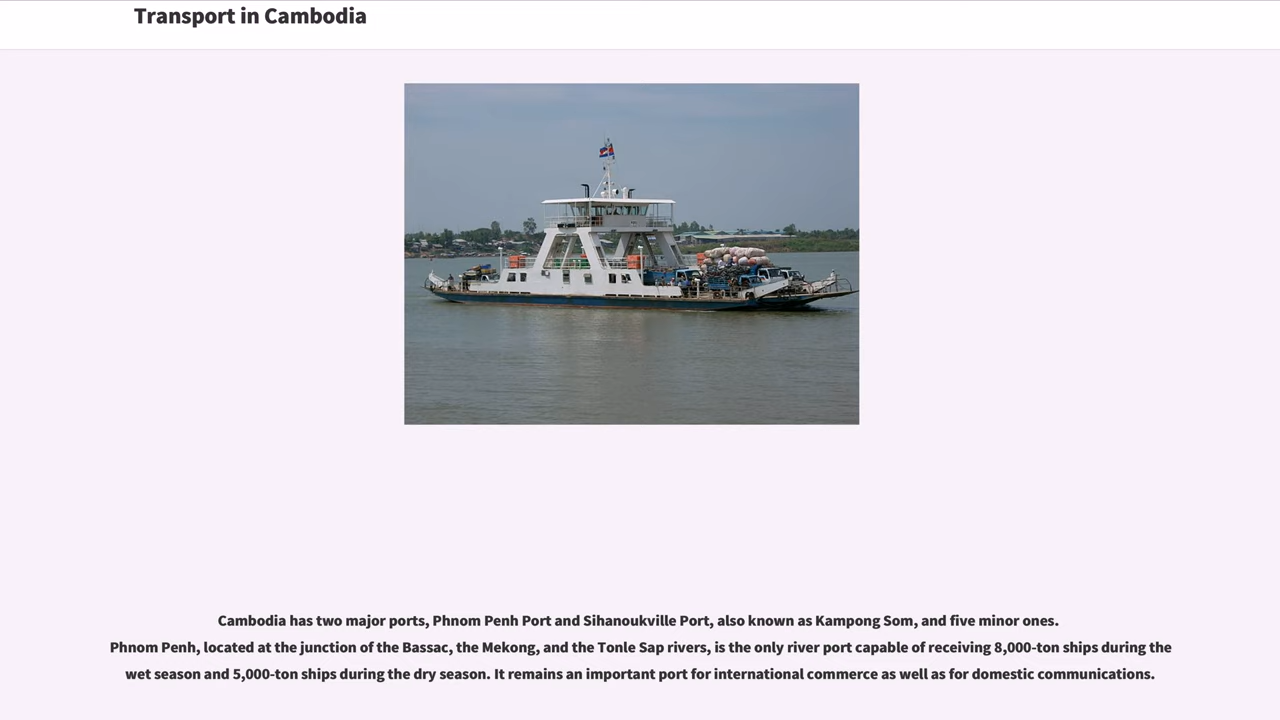 Transport in Cambodia
Cambodia has two major ports, Phnom Penh Port and Sihanoukville Port, also known as Kampong Som, and five minor ones.
Phnom Penh, located at the junction of the Bassac, the Mekong, and the Tonle Sap rivers, is the only river port capable of receiving 8,000-ton ships during the
wet season and 5,000-ton ships during the dry season. It remains an important port for international commerce as well as for domestic communications.